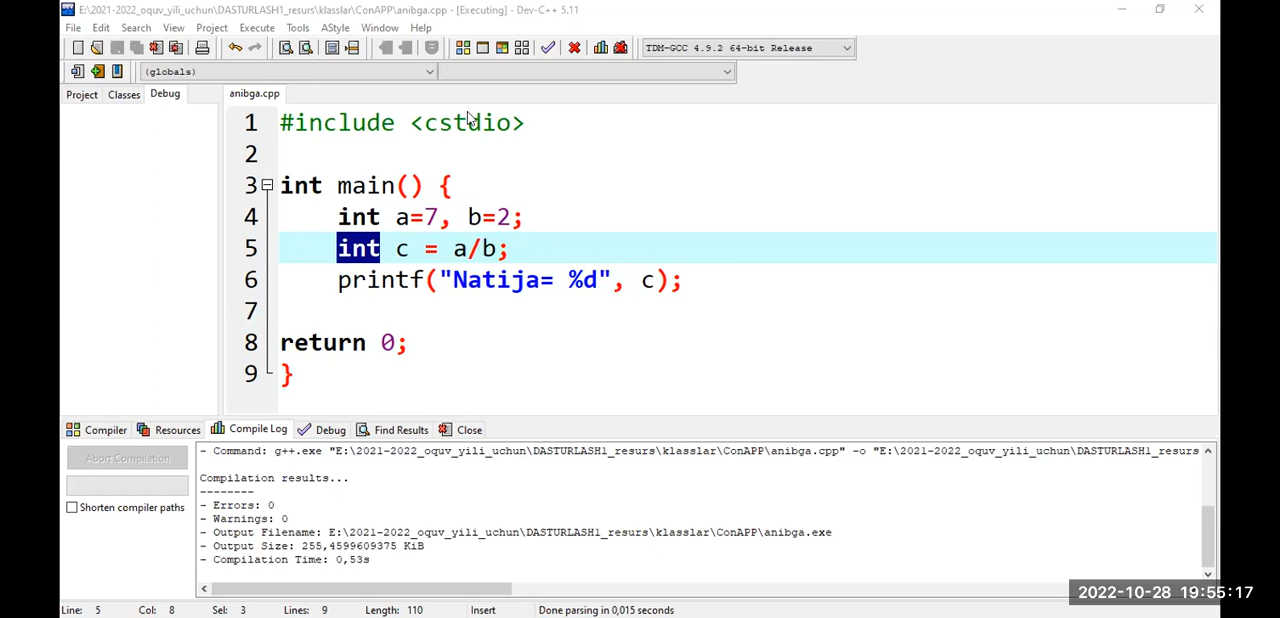 E:\2021-2022_oquv_yili_uchun\DASTURLASH1_resurs\klasslar\ConAPP\anibga.cpp - [Executing] - Dev-C++ 5.11
File Edit Search View Project Execute Tools AStyle Window Help
TDM-GCC 4.9.2 64-bit Release
(globals)
Project Classes Debug
anibga.cpp
1 #include <cstdio>
2
3 int main() {
4 int a=7, b=2;
5 int c = a/b;
6 printf("Natija= %d", c);
7
8 return 0;
9 }
Compiler Resources Compile Log Debug Find Results Close
Abort Compilation
Shorten compiler paths
- Command: g++.exe "E:\2021-2022_oquv_yili_uchun\DASTURLASH1_resurs\klasslar\ConAPP\anibga.cpp" -o "E:\2021-2022_oquv_yili_uchun\DASTURLASH1_resurs
Compilation results...
--------
- Errors: 0
- Warnings: 0
- Output Filename: E:\2021-2022_oquv_yili_uchun\DASTURLASH1_resurs\klasslar\ConAPP\anibga.exe
- Output Size: 255,4599609375 KiB
- Compilation Time: 0,53s
2022-10-28 19:55:17
Line: 5 Col: 8 Sel: 3 Lines: 9 Length: 110 Insert Done parsing in 0,015 seconds